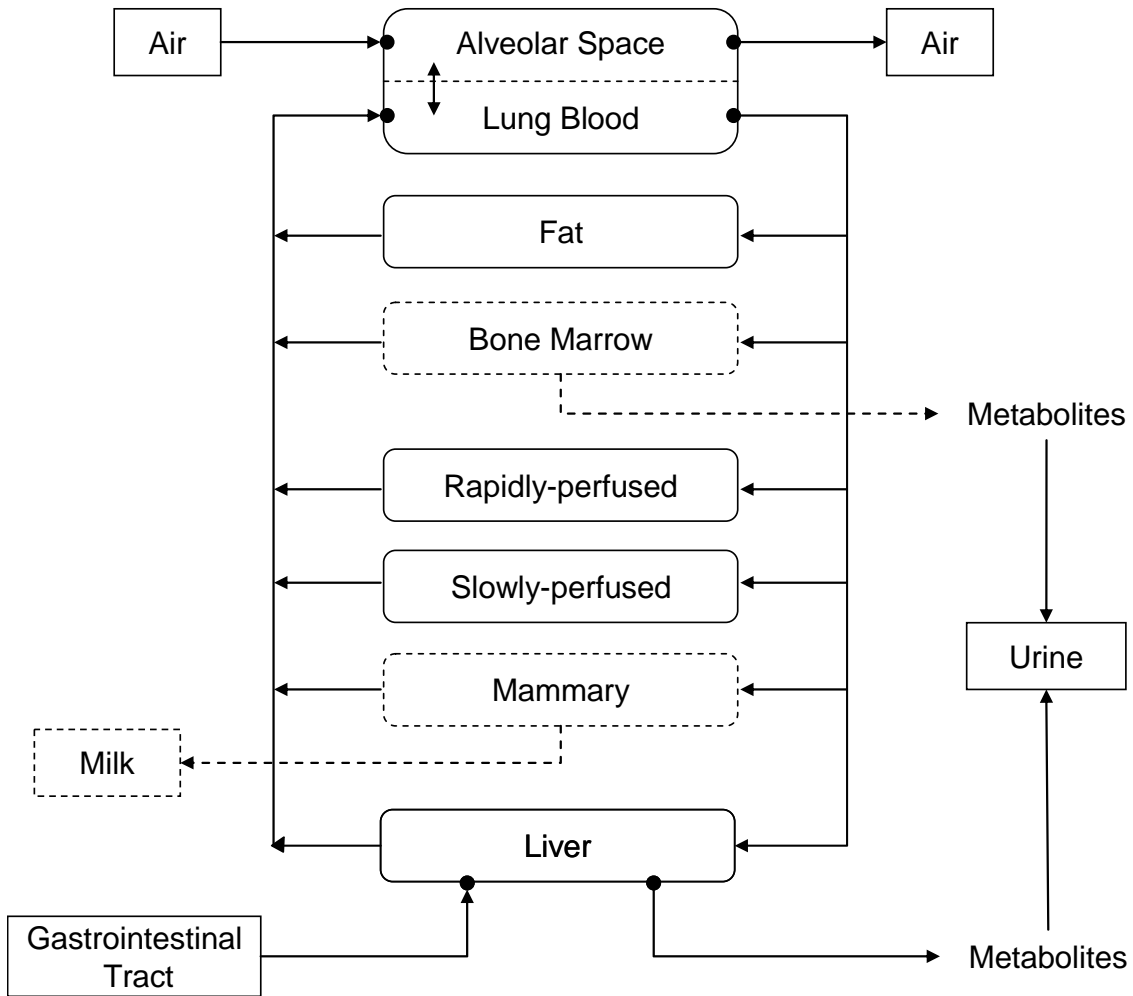 Air
Alveolar Space
Air
Lung Blood
Fat
Bone Marrow
Metabolites
Rapidly-perfused
Slowly-perfused
Urine
Mammary
Milk
Liver
Gastrointestinal
Tract
Metabolites